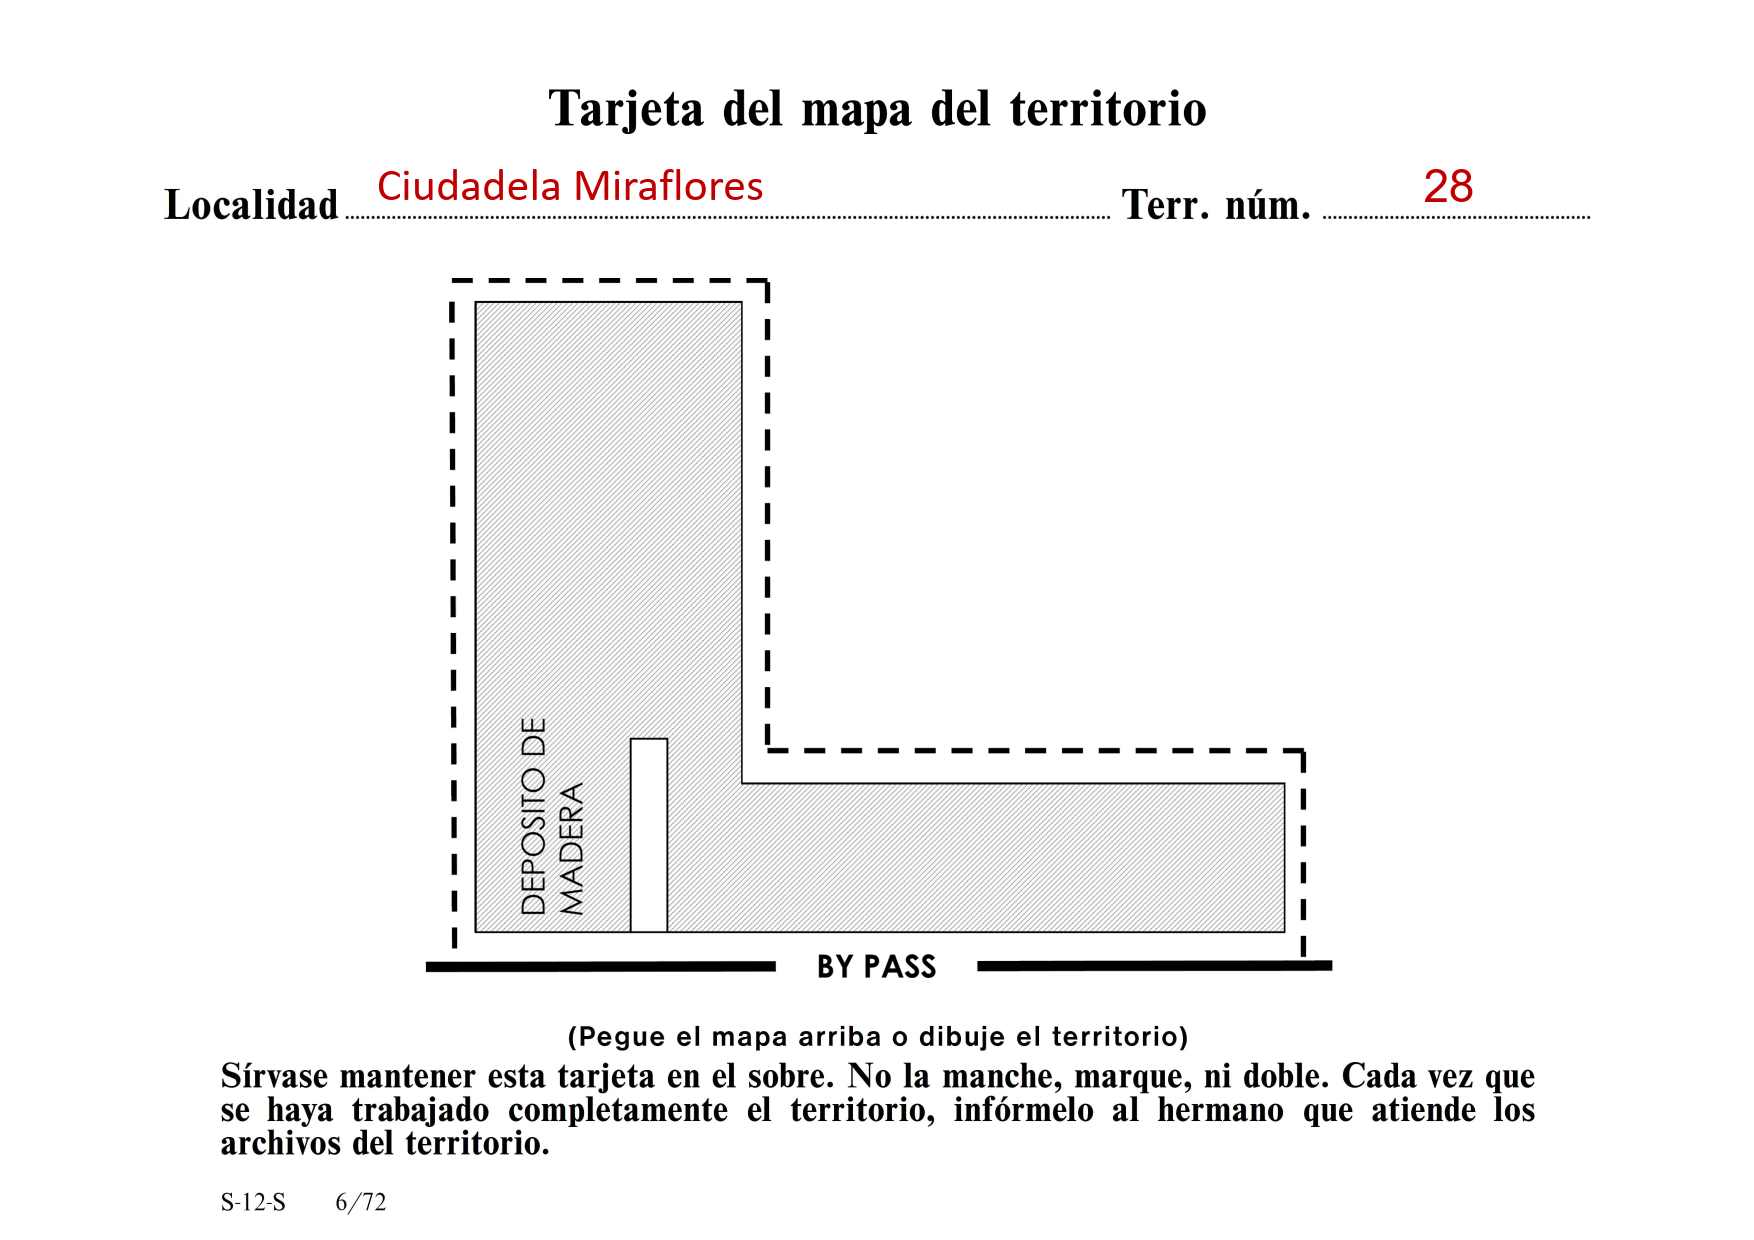 Tarjeta del mapa del territorio
Localidad Ciudadela Miraflores Terr. núm. 28
DEPOSITO DE
MADERA
BY PASS
(Pegue el mapa arriba o dibuje el territorio)
Sírvase mantener esta tarjeta en el sobre. No la manche, marque, ni doble. Cada vez que
se haya trabajado completamente el territorio, infórmelo al hermano que atiende los
archivos del territorio.
S-12-S 6/72